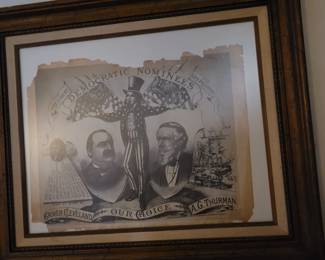 DEMOCRATIC NOMINEES
GROVER CLEVELAND
OUR CHOICE
A.G. THURMAN